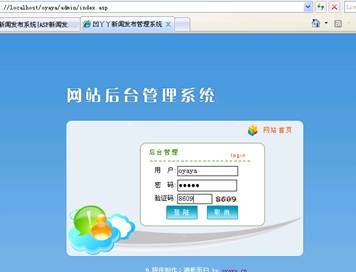 //localhost/oyaya/admin/index.asp
新闻发布系统|ASP新闻发
凹丫丫新闻发布管理系统
网站后台管理系统
网站首页
后台管理
login
用 户: oyaya
密 码: ●●●●●
验证码: 8609 8609
登 陆 取 消
by oyaya.cn